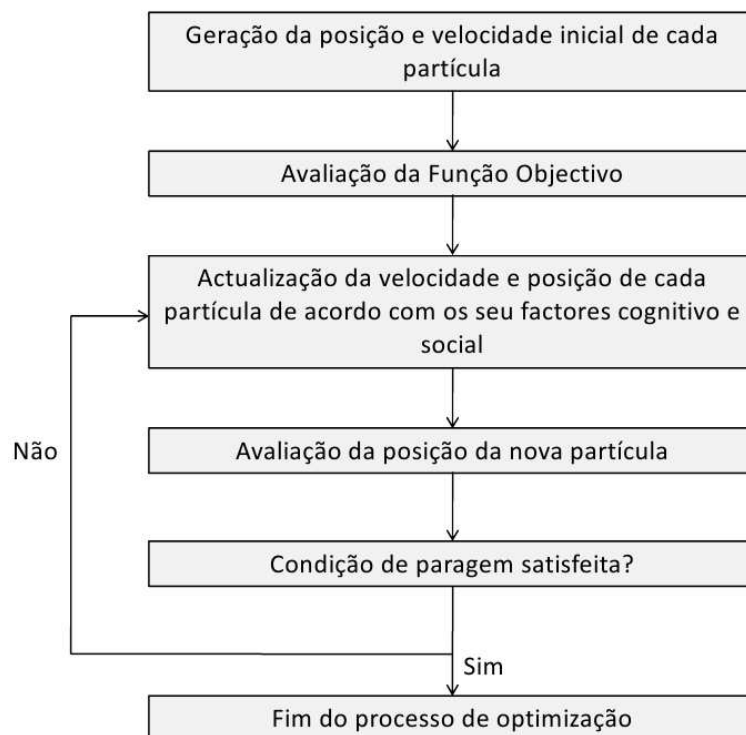 Geração da posição e velocidade inicial de cada
partícula
Avaliação da Função Objectivo
Actualização da velocidade e posição de cada
partícula de acordo com os seu factores cognitivo e
social
Não
Avaliação da posição da nova partícula
Condição de paragem satisfeita?
Sim
Fim do processo de optimização